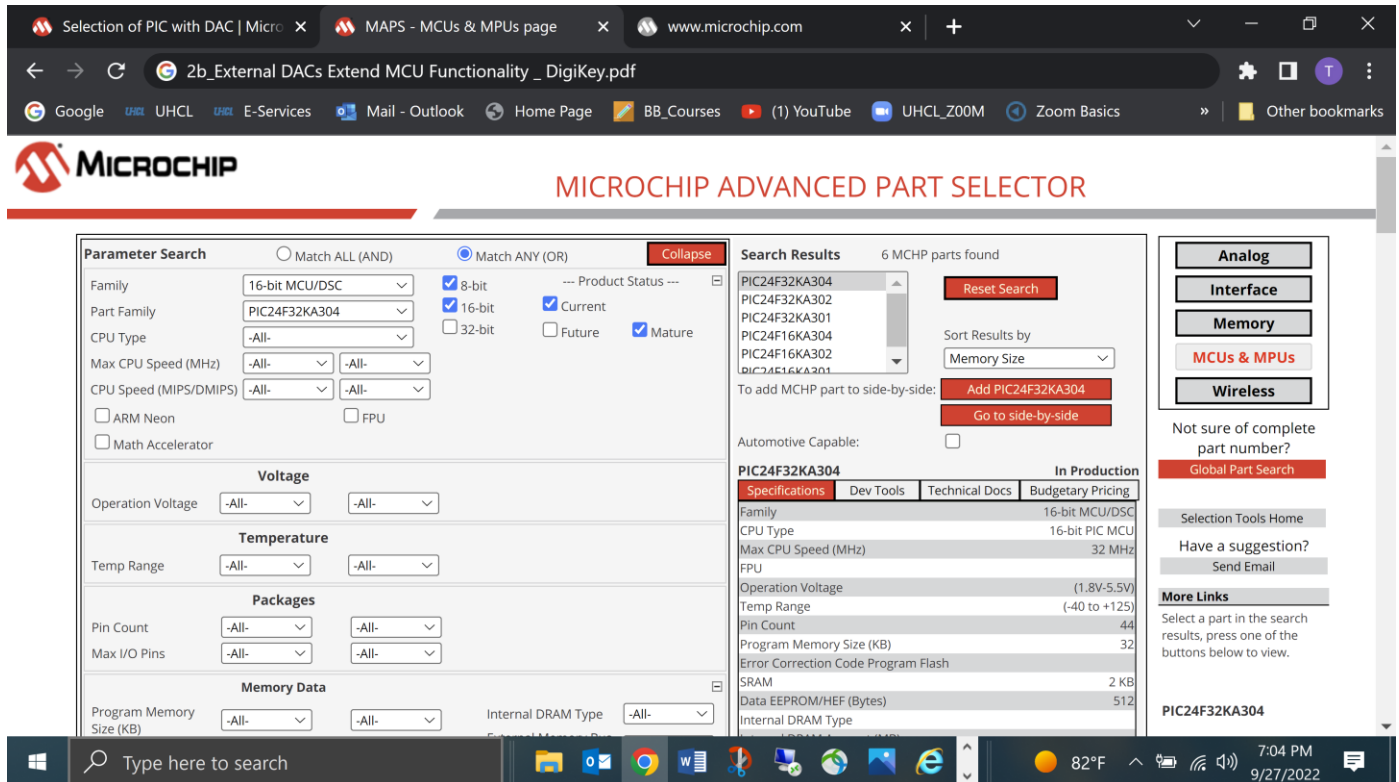 Selection of PIC with DAC | Micro
MAPS - MCUs & MPUs page
www.microchip.com
2b_External DACs Extend MCU Functionality _ DigiKey.pdf
T
Google UHCL UHCL UHCL E-Services Mail - Outlook Home Page BB_Courses (1) YouTube UHCL_Z00M Zoom Basics » Other bookmarks
MICROCHIP
MICROCHIP ADVANCED PART SELECTOR
Parameter Search Match ALL (AND) Match ANY (OR) Collapse
Family 16-bit MCU/DSC 8-bit --- Product Status ---
Part Family PIC24F32KA304 16-bit Current
CPU Type -All- 32-bit Future Mature
Max CPU Speed (MHz) -All- -All-
CPU Speed (MIPS/DMIPS) -All- -All-
ARM Neon FPU
Math Accelerator
Voltage
Operation Voltage -All- -All-
Temperature
Temp Range -All- -All-
Packages
Pin Count -All- -All-
Max I/O Pins -All- -All-
Memory Data
Program Memory Size (KB) -All- -All- Internal DRAM Type -All-
Search Results 6 MCHP parts found
PIC24F32KA304
PIC24F32KA302
PIC24F32KA301
PIC24F16KA304
PIC24F16KA302
PIC24F16KA301
Reset Search
Sort Results by
Memory Size
To add MCHP part to side-by-side: Add PIC24F32KA304
Go to side-by-side
Automotive Capable:
PIC24F32KA304 In Production
Specifications Dev Tools Technical Docs Budgetary Pricing
Family 16-bit MCU/DSC
CPU Type 16-bit PIC MCU
Max CPU Speed (MHz) 32 MHz
FPU
Operation Voltage (1.8V-5.5V)
Temp Range (-40 to +125)
Pin Count 44
Program Memory Size (KB) 32
Error Correction Code Program Flash
SRAM 2 KB
Data EEPROM/HEF (Bytes) 512
Internal DRAM Type
Analog
Interface
Memory
MCUs & MPUs
Wireless
Not sure of complete
part number?
Global Part Search
Selection Tools Home
Have a suggestion?
Send Email
More Links
Select a part in the search
results, press one of the
buttons below to view.
PIC24F32KA304
Type here to search
82°F
7:04 PM
9/27/2022